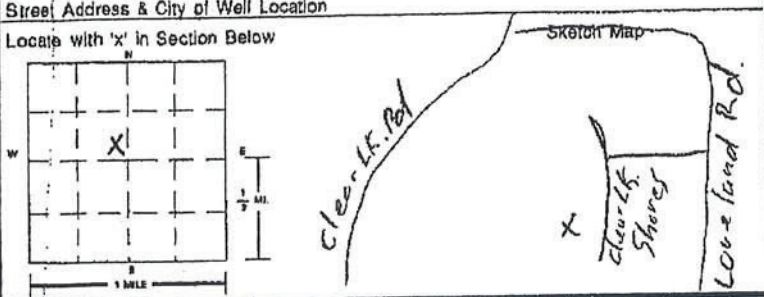 Street Address & City of Well Location
Locate with 'x' in Section Below
Sketch Map
N
W
X
E
1/2 MI.
S
1 MILE
Clear Lk. Rd
x
Clear Lk.
Shores
Loveland Rd.